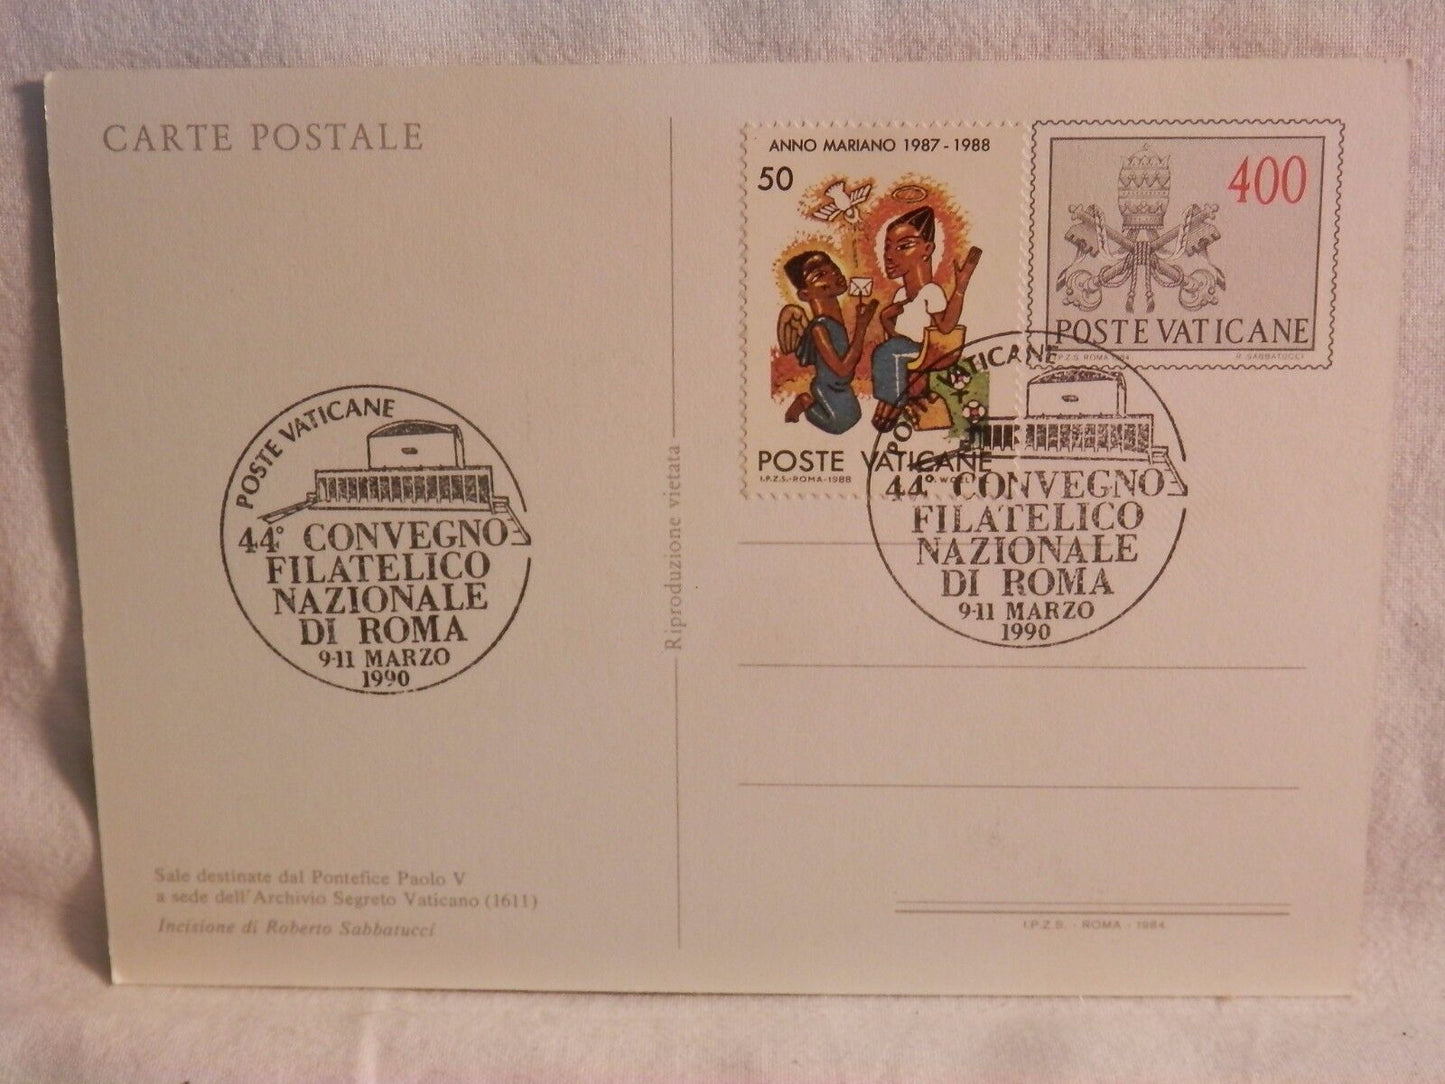 CARTE POSTALE
ANNO MARIANO 1987 - 1988
50
POSTE VATICANE
I.P.Z.S.-ROMA-1988
400
POSTE VATICANE
I.P.Z.S. ROMA 1984
R. SABBATUCCI
POSTE VATICANE
44° CONVEGNO
FILATELICO
NAZIONALE
DI ROMA
9-11 MARZO
1990
POSTE VATICANE
44° CONVEGNO
FILATELICO
NAZIONALE
DI ROMA
9-11 MARZO
1990
Riproduzione vietata
Sale destinate dal Pontefice Paolo V
a sede dell'Archivio Segreto Vaticano (1611)
Incisione di Roberto Sabbatucci
I.P.Z.S. - ROMA - 1984